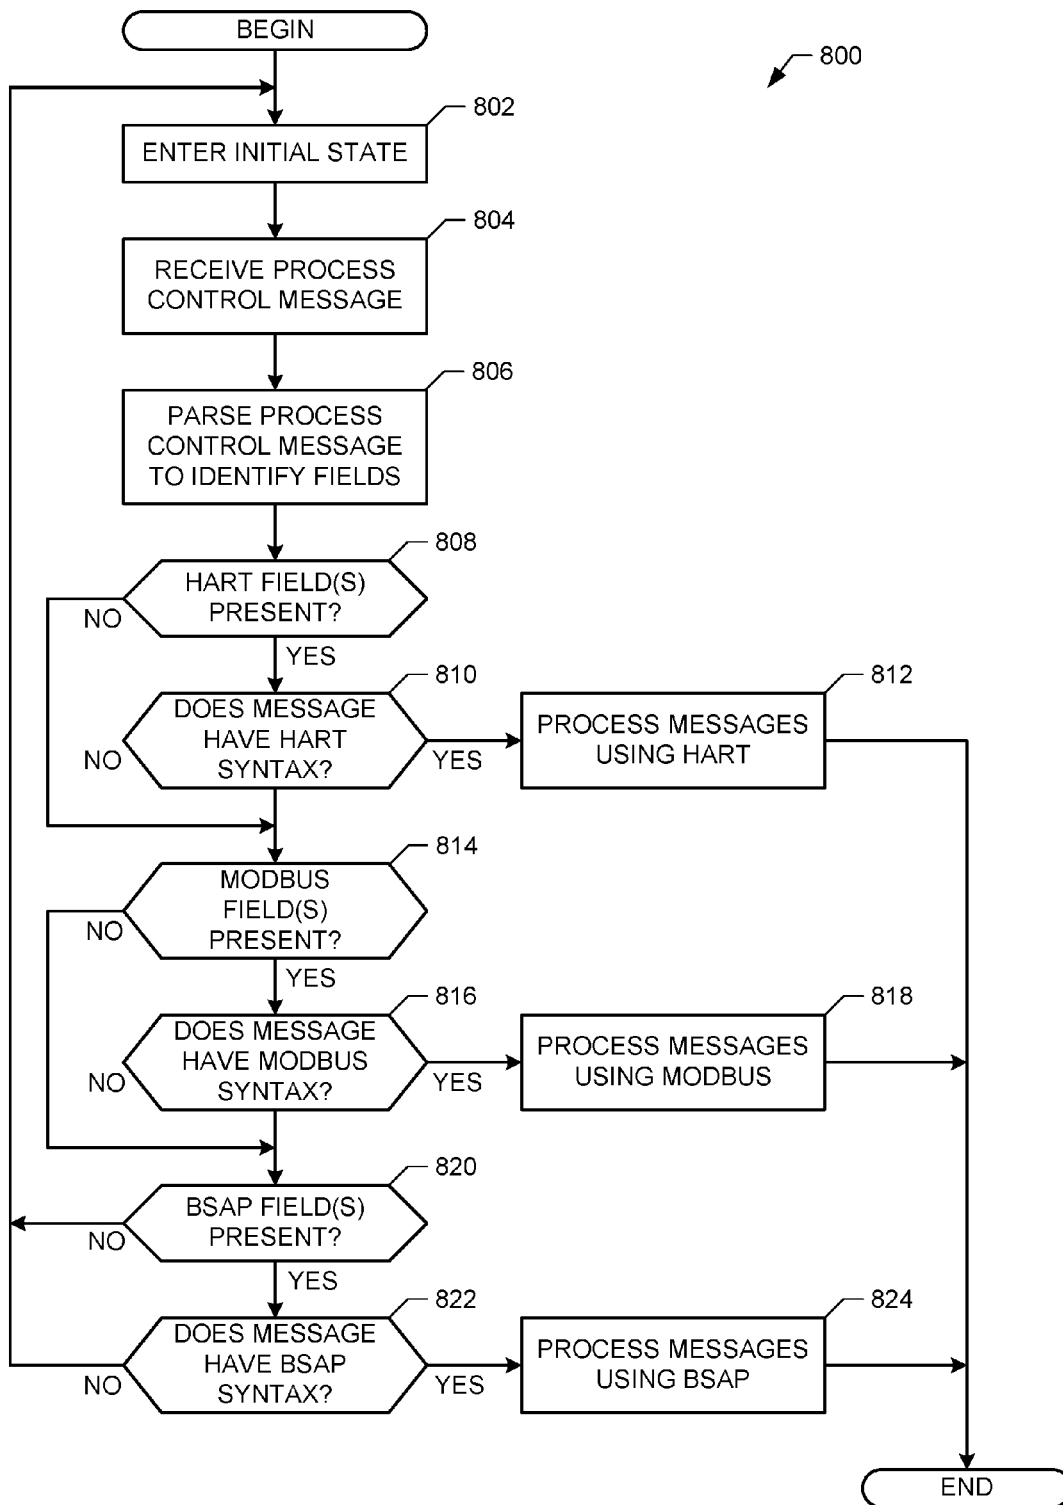 BEGIN
800
802
ENTER INITIAL STATE
804
RECEIVE PROCESS
CONTROL MESSAGE
806
PARSE PROCESS
CONTROL MESSAGE
TO IDENTIFY FIELDS
808
HART FIELD(S)
PRESENT?
NO
YES
810
DOES MESSAGE
HAVE HART
SYNTAX?
NO
YES
812
PROCESS MESSAGES
USING HART
814
MODBUS
FIELD(S)
PRESENT?
NO
YES
816
DOES MESSAGE
HAVE MODBUS
SYNTAX?
NO
YES
818
PROCESS MESSAGES
USING MODBUS
820
BSAP FIELD(S)
PRESENT?
NO
YES
822
DOES MESSAGE
HAVE BSAP
SYNTAX?
NO
YES
824
PROCESS MESSAGES
USING BSAP
END